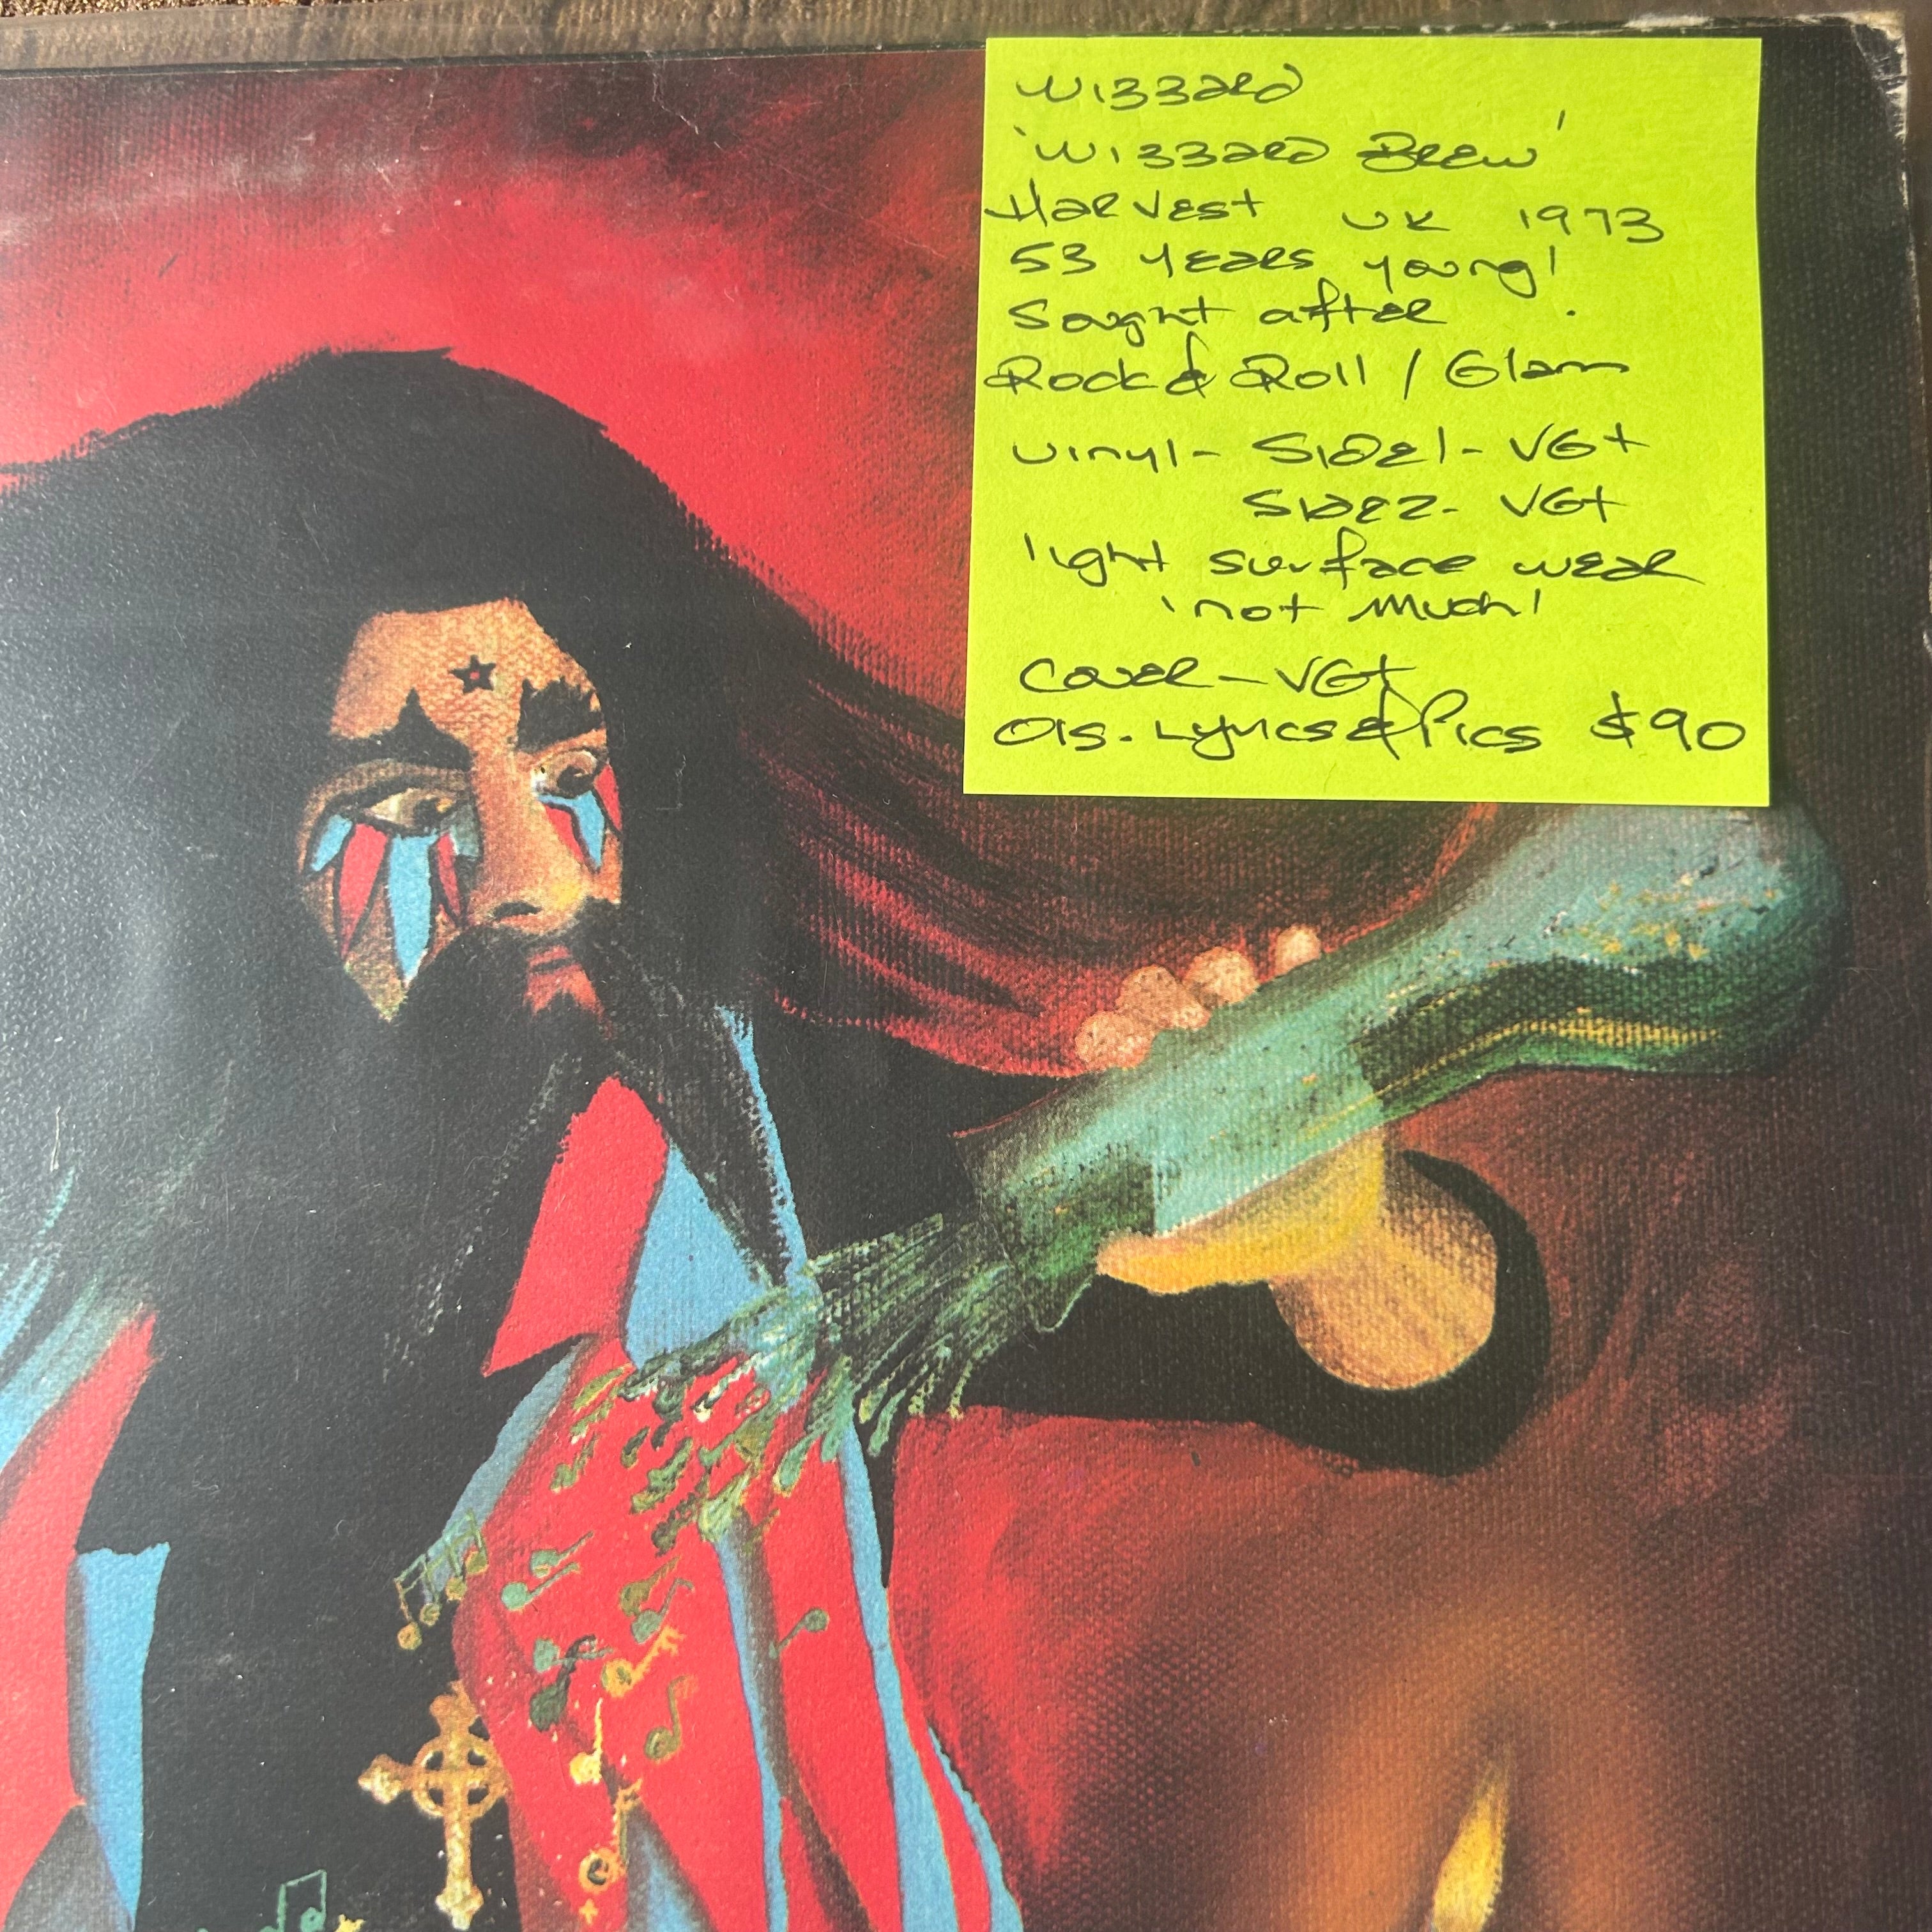 Wizzard
'Wizzard Brew'
Harvest UK 1973
53 years young!
Sought after
Rock & Roll / Glam
Vinyl - Side 1 - VG+
Side 2 - VG+
light surface wear
'not much'
Cover - VG+
Ois. Lyrics & Pics $90